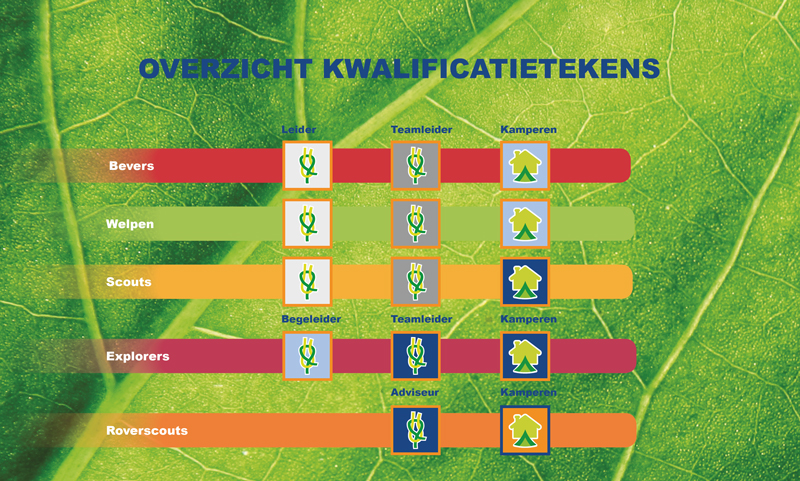 OVERZICHT KWALIFICATIETEKENS
Leider Teamleider Kamperen
Bevers
Welpen
Scouts
Begeleider Teamleider Kamperen
Explorers
Adviseur Kamperen
Roverscouts